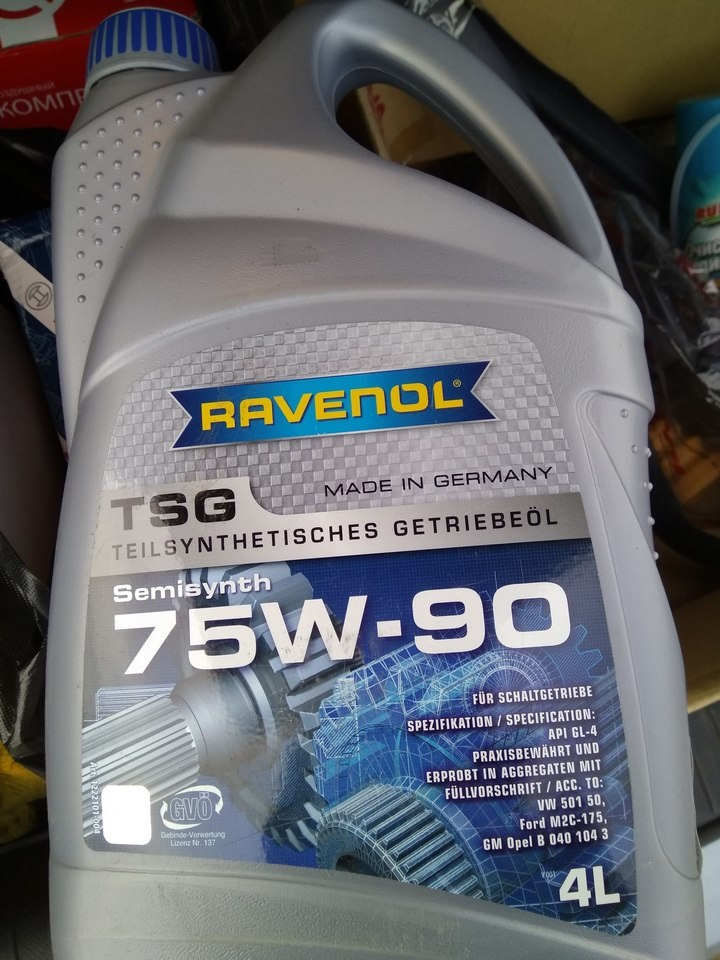 КОМПР
RAVENOL®
MADE IN GERMANY
TSG
TEILSYNTHETISCHES GETRIEBEÖL
Semisynth
75W-90
FÜR SCHALTGETRIEBE
SPEZIFIKATION / SPECIFICATION:
API GL-4
PRAXISBEWÄHRT UND
ERPROBT IN AGGREGATEN MIT
FÜLLVORSCHRIFT / ACC. TO:
VW 501 50,
Ford M2C-175,
GM Opel B 040 104 3
GVÖ
Gebinde-Verwertung
Lizenz Nr. 137
V001
4L